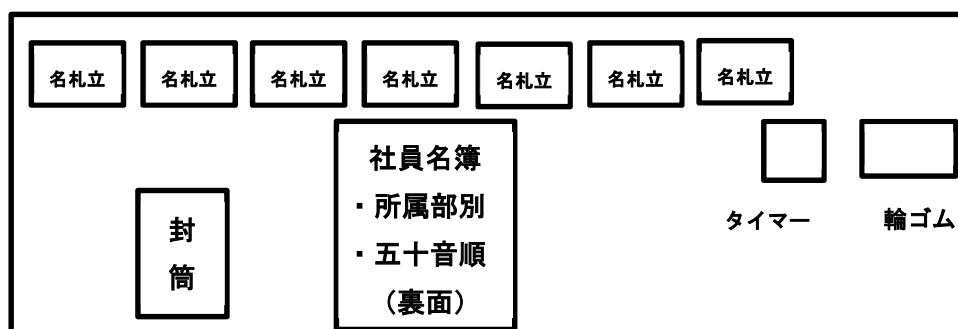 名札立 名札立 名札立 名札立 名札立 名札立 名札立
社員名簿
・所属部別
・五十音順
（裏面）
封
筒
タイマー
輪ゴム